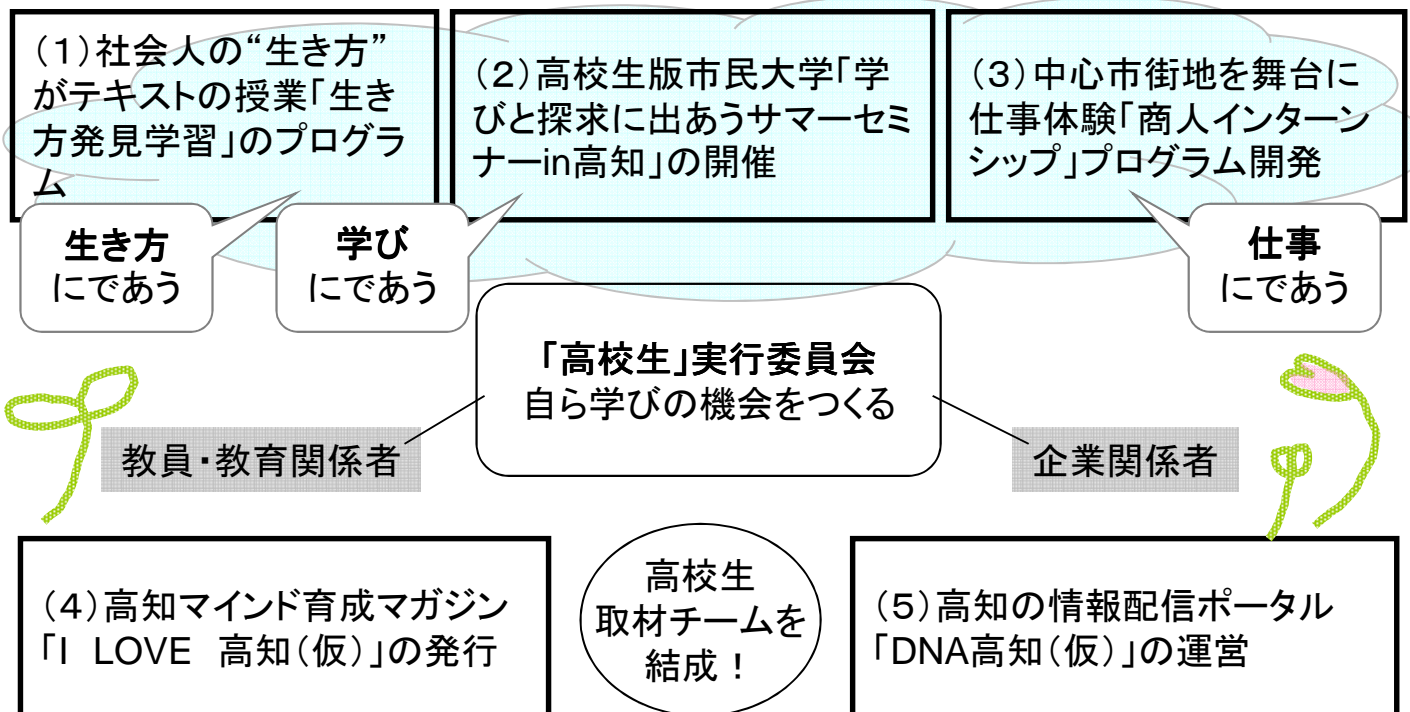 （１）社会人の“生き方”
がテキストの授業「生き
方発見学習」のプログラ
ム
（２）高校生版市民大学「学
びと探求に出あうサマーセミ
ナーin高知」の開催
（３）中心市街地を舞台に
仕事体験「商人インターン
シップ」プログラム開発
生き方
にであう
学び
にであう
仕事
にであう
「高校生」実行委員会
自ら学びの機会をつくる
教員・教育関係者
企業関係者
（４）高知マインド育成マガジン
「I　LOVE　高知（仮）」の発行
高校生
取材チームを
結成！
（５）高知の情報配信ポータル
「DNA高知（仮）」の運営